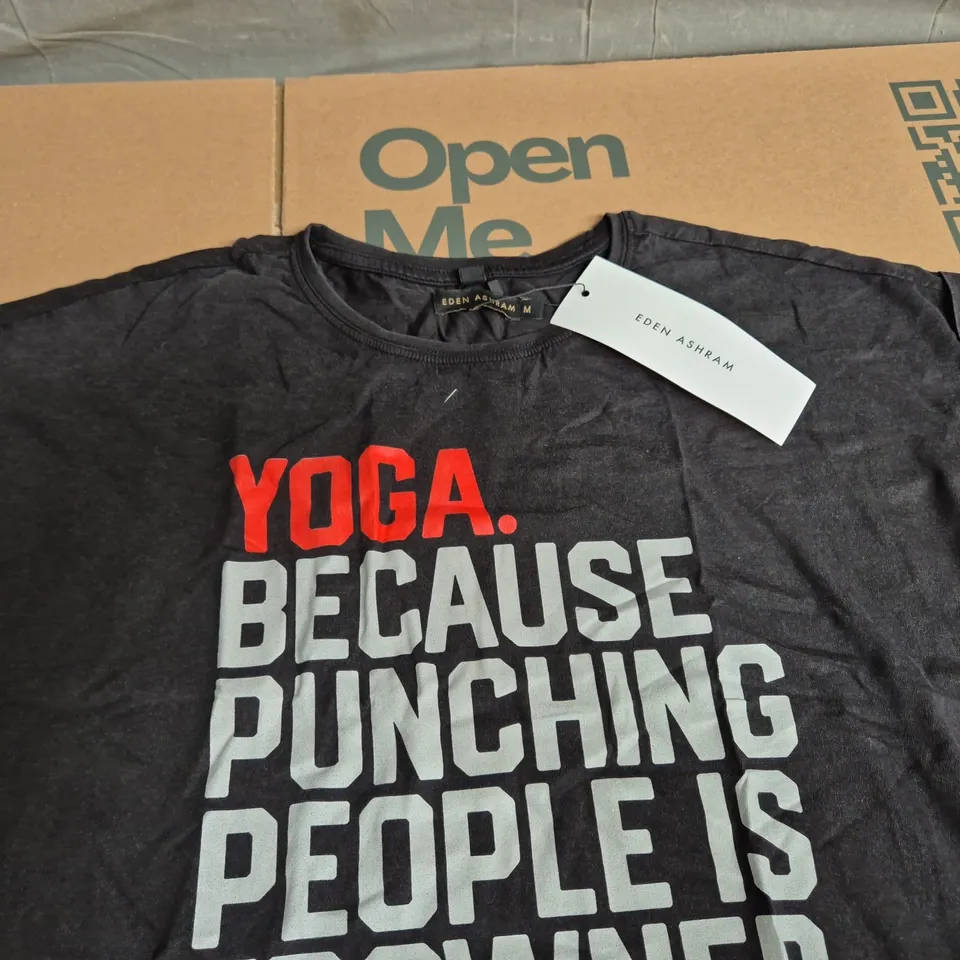 Open
Me
EDEN ASHRAM M
EDEN ASHRAM
YOGA.
BECAUSE
PUNCHING
PEOPLE IS